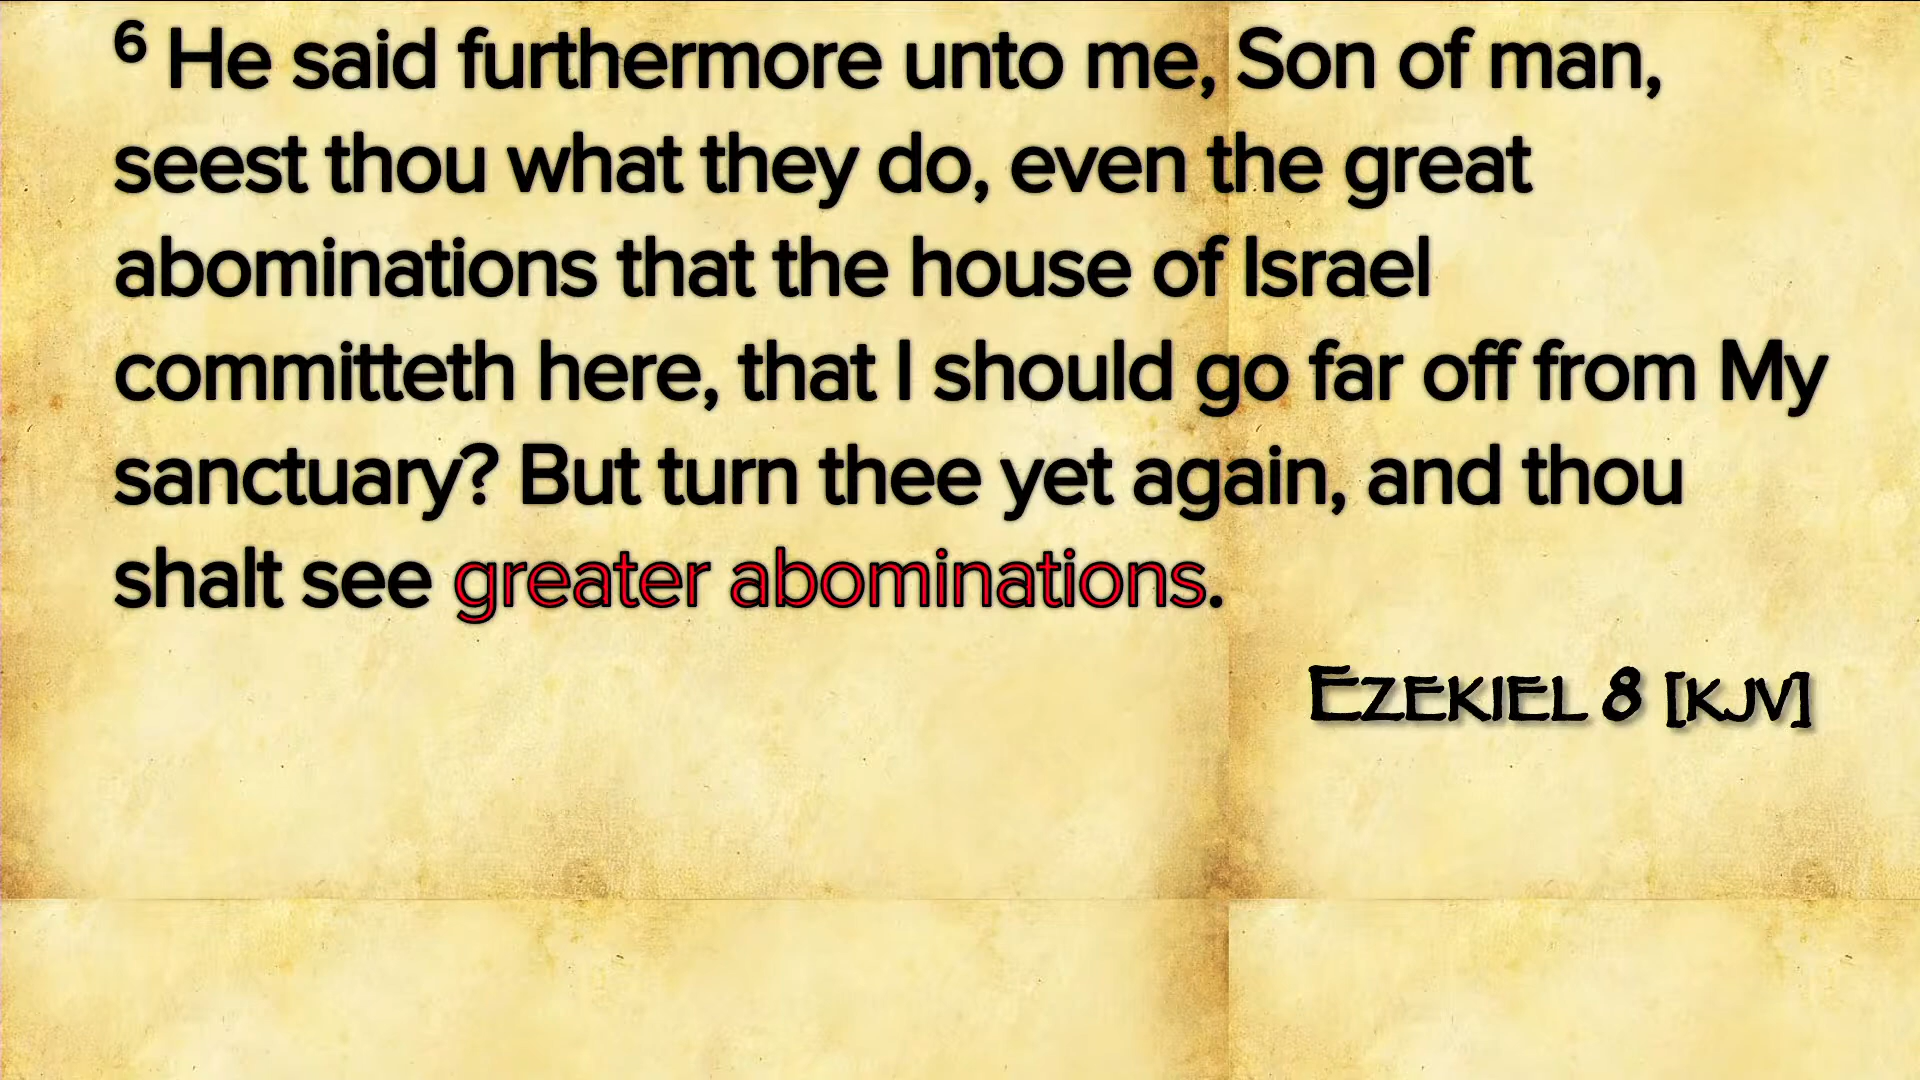 6 He said furthermore unto me, Son of man,
seest thou what they do, even the great
abominations that the house of Israel
committeth here, that I should go far off from My
sanctuary? But turn thee yet again, and thou
shalt see greater abominations.
EZEKIEL 8 [KJV]